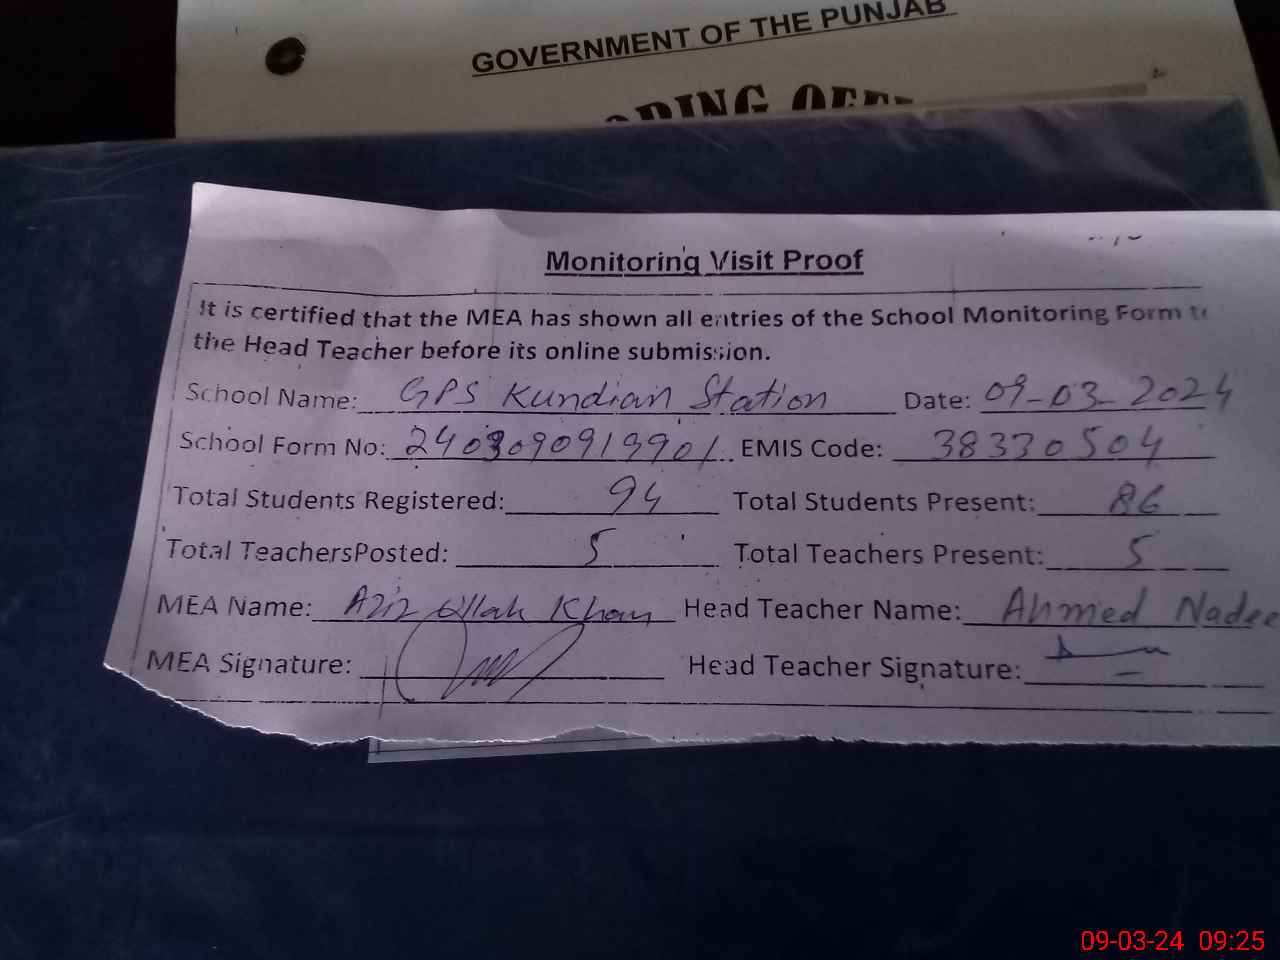 GOVERNMENT OF THE PUNJAB
Monitoring Visit Proof
It is certified that the MEA has shown all entries of the School Monitoring Form to
the Head Teacher before its online submission.
School Name: GPS Kundian Station Date: 09-03-2024
School Form No: 2403090919901 EMIS Code: 38330504
Total Students Registered: 94 Total Students Present: 86
Total TeachersPosted: 5 Total Teachers Present: 5
MEA Name: Aziz Ullah Khan Head Teacher Name: Ahmed Nadee
MEA Signature: Head Teacher Signature:
09-03-24 09:25